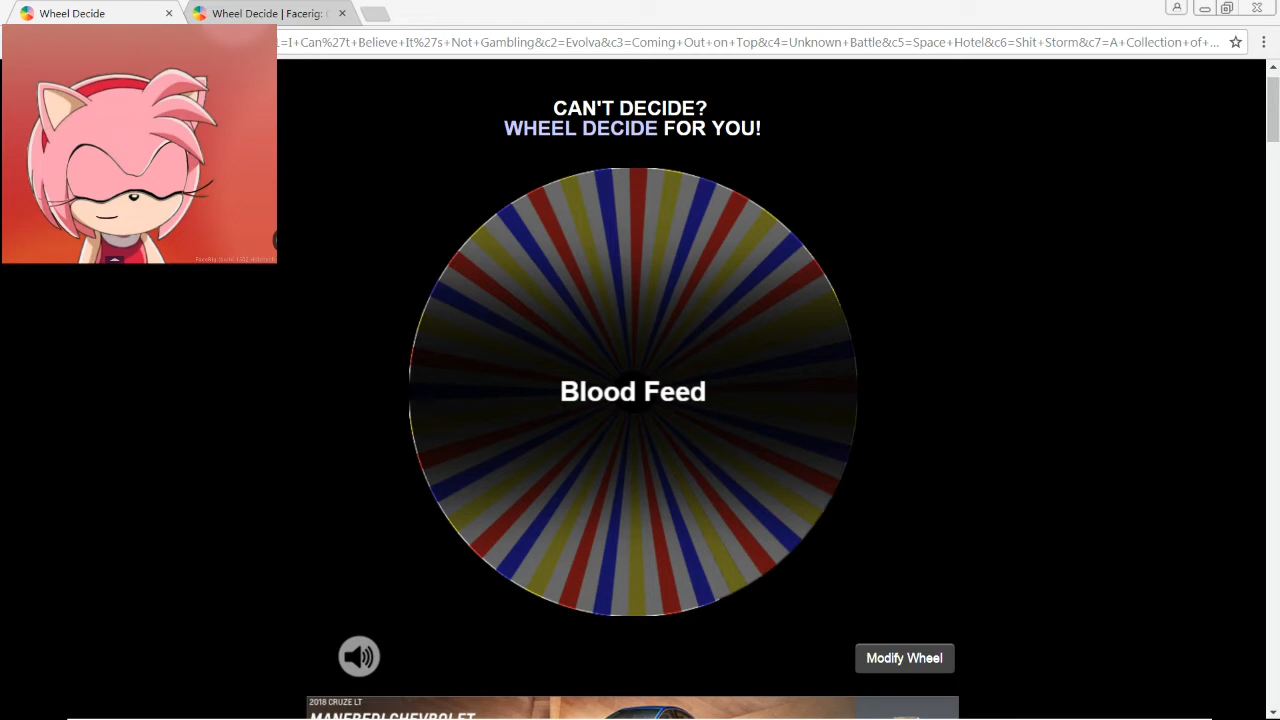 Wheel Decide
Wheel Decide | Facerig:
=I+Can%27t+Believe+It%27s+Not+Gambling&c2=Evolva&c3=Coming+Out+on+Top&c4=Unknown+Battle&c5=Space+Hotel&c6=Shit+Storm&c7=A+Collection+of+...
CAN'T DECIDE?
WHEEL DECIDE FOR YOU!
Blood Feed
Modify Wheel
2018 CRUZE LT
MANFREDI CHEVROLET